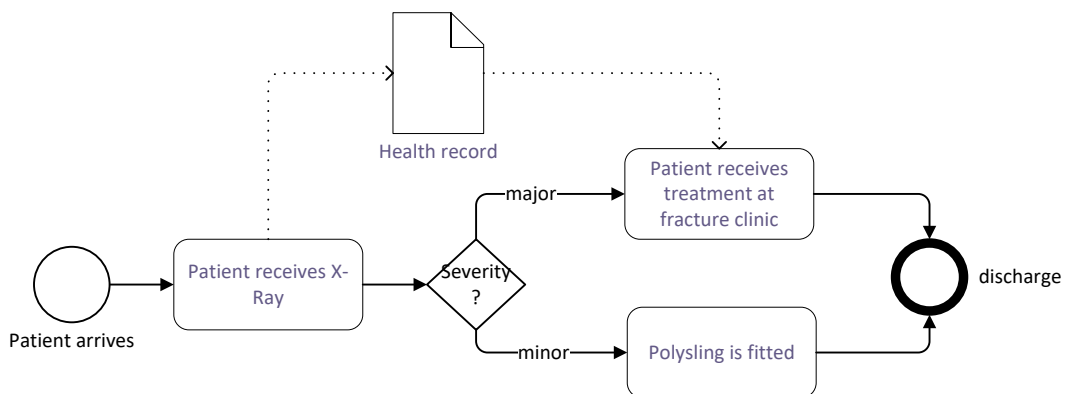 Health record
Patient receives
treatment at
fracture clinic
major
Patient receives X-
Ray
Severity
?
discharge
Patient arrives
minor
Polysling is fitted